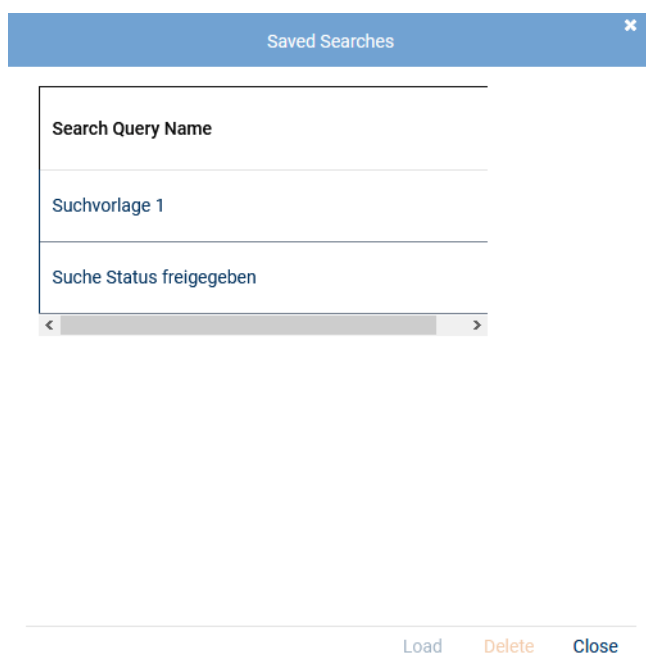 Saved Searches
Search Query Name
Suchvorlage 1
Suche Status freigegeben
Load Delete Close